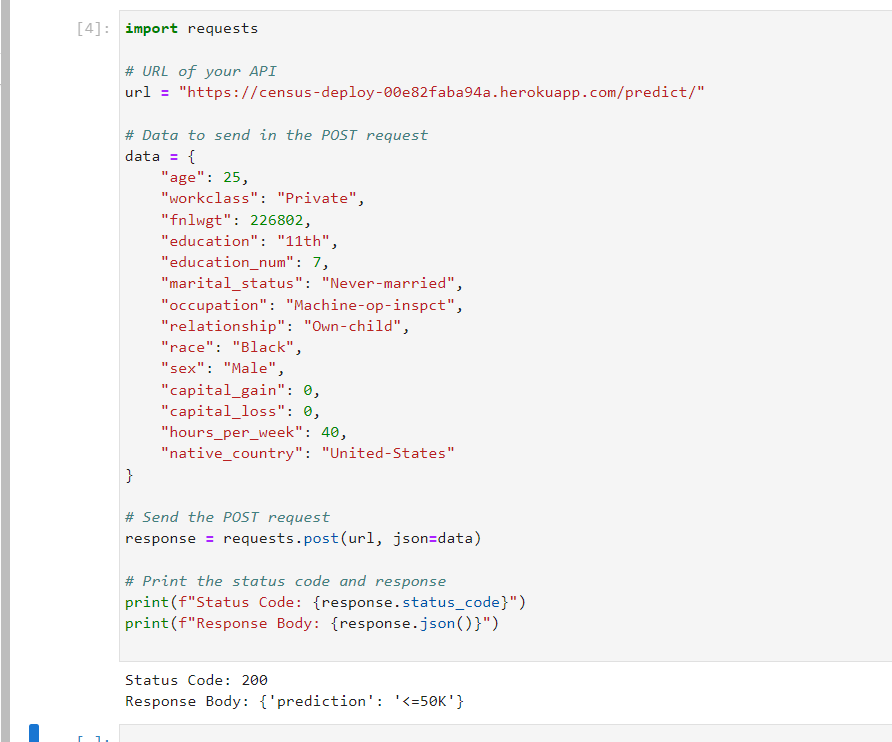 [4]:
import requests
# URL of your API
url = "https://census-deploy-00e82faba94a.herokuapp.com/predict/"
# Data to send in the POST request
data = {
    "age": 25,
    "workclass": "Private",
    "fnlwgt": 226802,
    "education": "11th",
    "education_num": 7,
    "marital_status": "Never-married",
    "occupation": "Machine-op-inspct",
    "relationship": "Own-child",
    "race": "Black",
    "sex": "Male",
    "capital_gain": 0,
    "capital_loss": 0,
    "hours_per_week": 40,
    "native_country": "United-States"
}
# Send the POST request
response = requests.post(url, json=data)
# Print the status code and response
print(f"Status Code: {response.status_code}")
print(f"Response Body: {response.json()}")
Status Code: 200
Response Body: {'prediction': '<=50K'}
[ ]: